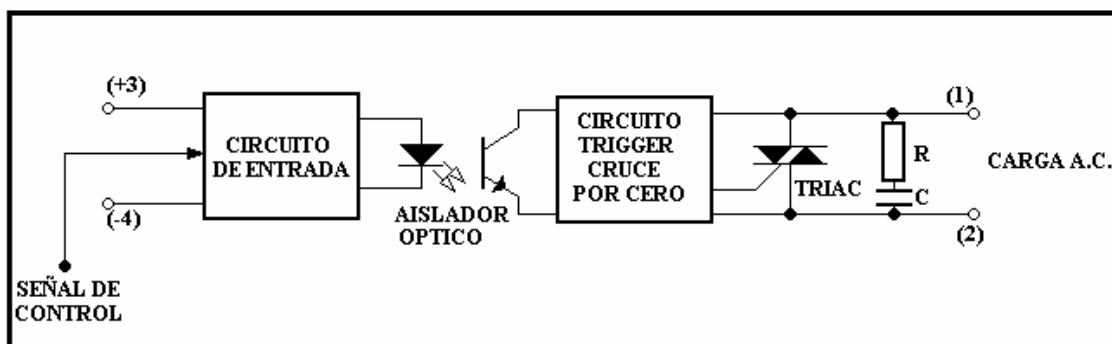 (+3)
CIRCUITO
DE ENTRADA
(-4)
SEÑAL DE
CONTROL
AISLADOR
OPTICO
CIRCUITO
TRIGGER
CRUCE
POR CERO
TRIAC
R
C
(1)
CARGA A.C.
(2)